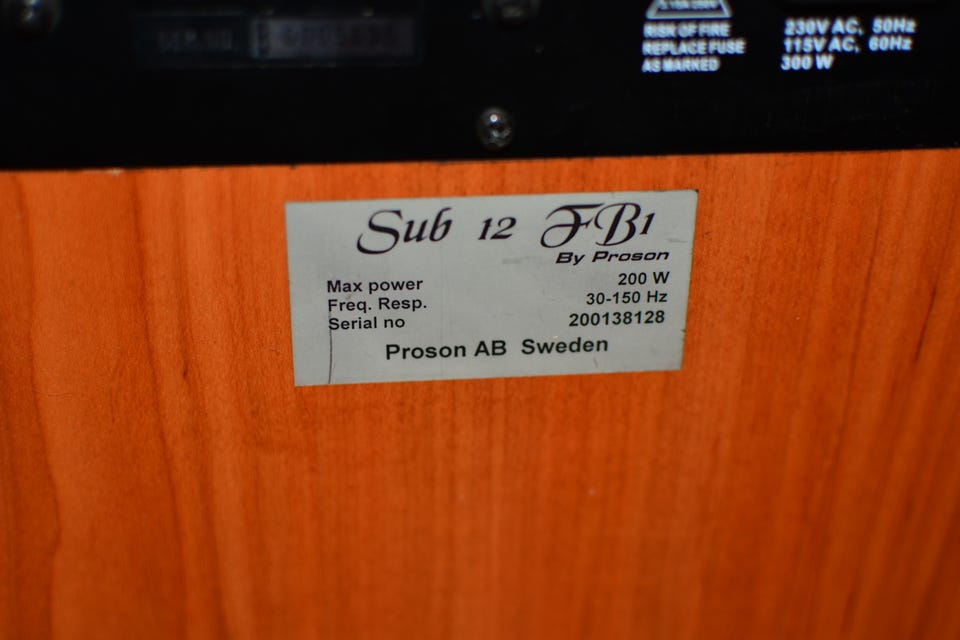 RISK OF FIRE
REPLACE FUSE
AS MARKED
230V AC, 50Hz
115V AC, 60Hz
300 W
Sub 12 FB1
By Proson
Max power 200 W
Freq. Resp. 30-150 Hz
Serial no 200138128
Proson AB Sweden